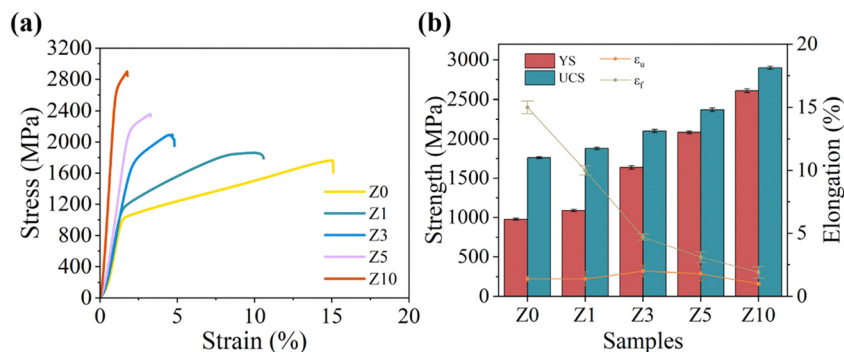 (a)
3200
2800
2400
2000
1600
1200
800
400
0
Stress (MPa)
Z0
Z1
Z3
Z5
Z10
0 5 10 15 20
Strain (%)
(b)
3000
2500
2000
1500
1000
500
0
Strength (MPa)
YS
UCS
εu
εf
20
15
10
5
0
Elongation (%)
Z0 Z1 Z3 Z5 Z10
Samples